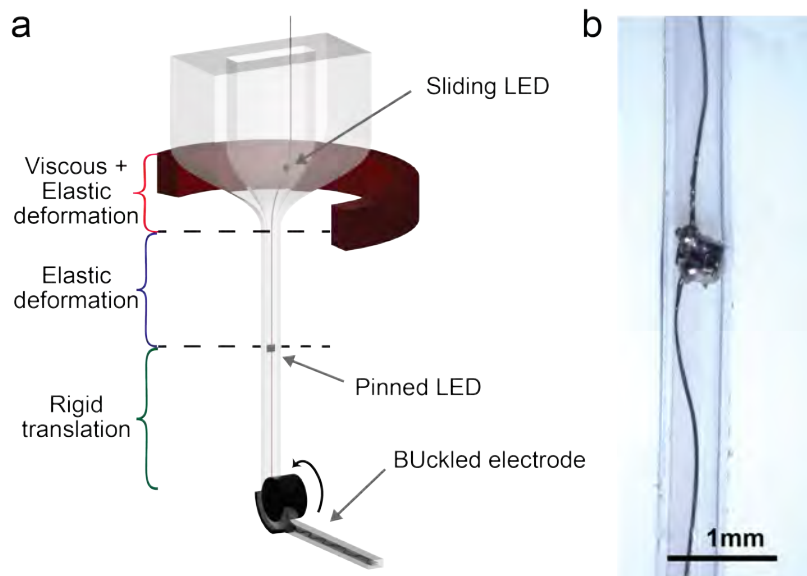 a
b
Sliding LED
Viscous +
Elastic
deformation
Elastic
deformation
Pinned LED
Rigid
translation
BUckled electrode
1mm